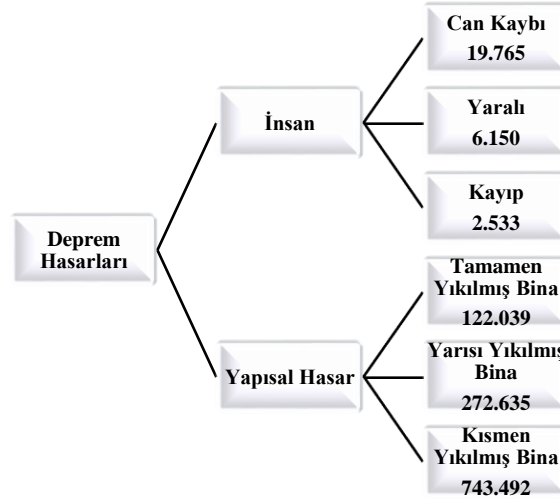 Can Kaybı
19.765
İnsan
Yaralı
6.150
Kayıp
2.533
Deprem
Hasarları
Tamamen
Yıkılmış Bina
122.039
Yapısal Hasar
Yarısı Yıkılmış
Bina
272.635
Kısmen
Yıkılmış Bina
743.492